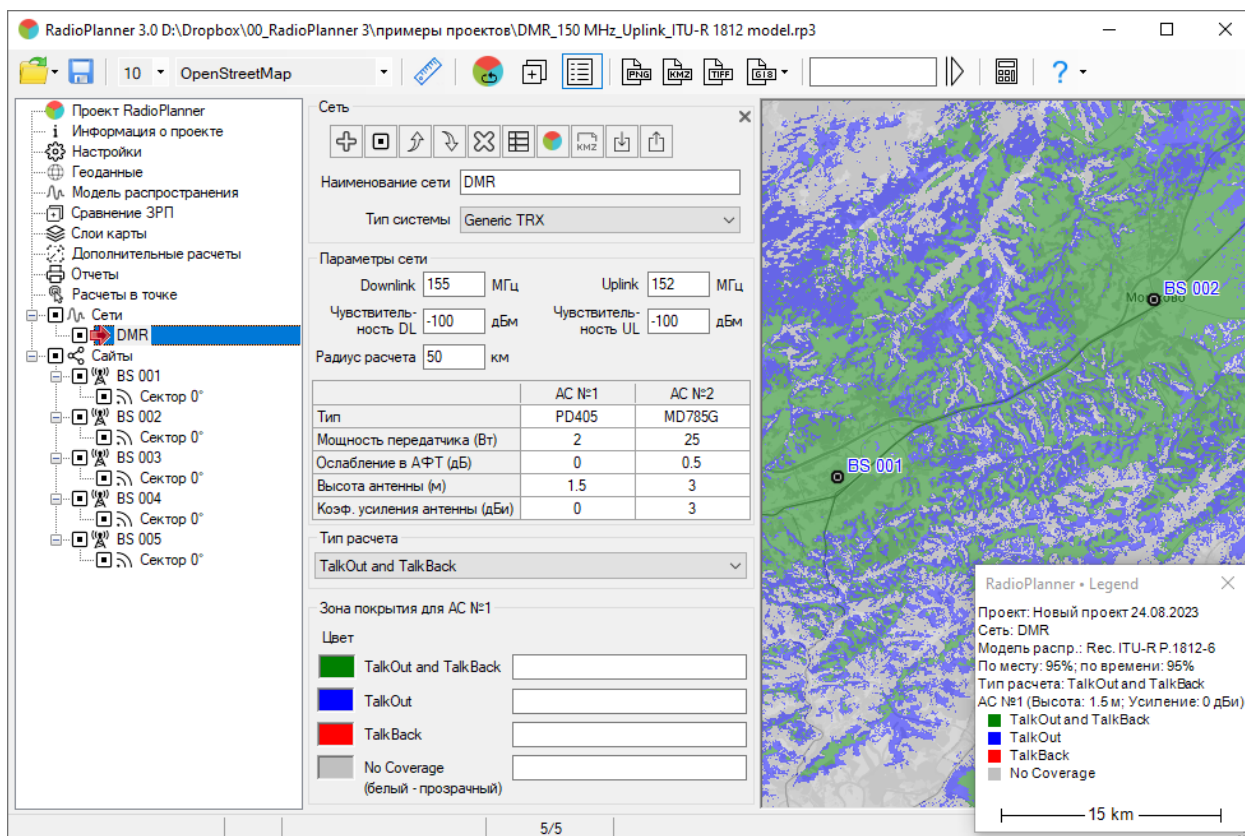 RadioPlanner 3.0 D:\Dropbox\00_RadioPlanner 3\примеры проектов\DMR_150 MHz_Uplink_ITU-R 1812 model.rp3
10 OpenStreetMap PNG KMZ TIFF GIS ?
Проект RadioPlanner
Информация о проекте
Настройки
Геоданные
Модель распространения
Сравнение ЗРП
Слои карты
Дополнительные расчеты
Отчеты
Расчеты в точке
Сети
DMR
Сайты
BS 001
Сектор 0°
BS 002
Сектор 0°
BS 003
Сектор 0°
BS 004
Сектор 0°
BS 005
Сектор 0°
Сеть
KMZ
Наименование сети DMR
Тип системы Generic TRX
Параметры сети
Downlink 155 МГц Uplink 152 МГц
Чувствитель-
ность DL -100 дБм
Чувствитель-
ность UL -100 дБм
Радиус расчета 50 км
АС №1 АС №2
Тип PD405 MD785G
Мощность передатчика (Вт) 2 25
Ослабление в АФТ (дБ) 0 0.5
Высота антенны (м) 1.5 3
Коэф. усиления антенны (дБи) 0 3
Тип расчета
TalkOut and TalkBack
Зона покрытия для АС №1
Цвет
TalkOut and TalkBack
TalkOut
TalkBack
No Coverage
(белый - прозрачный)
BS 002
BS 001
RadioPlanner • Legend
Проект: Новый проект 24.08.2023
Сеть: DMR
Модель распр.: Rec. ITU-R P.1812-6
По месту: 95%; по времени: 95%
Тип расчета: TalkOut and TalkBack
АС №1 (Высота: 1.5 м; Усиление: 0 дБи)
TalkOut and TalkBack
TalkOut
TalkBack
No Coverage
15 km
5/5